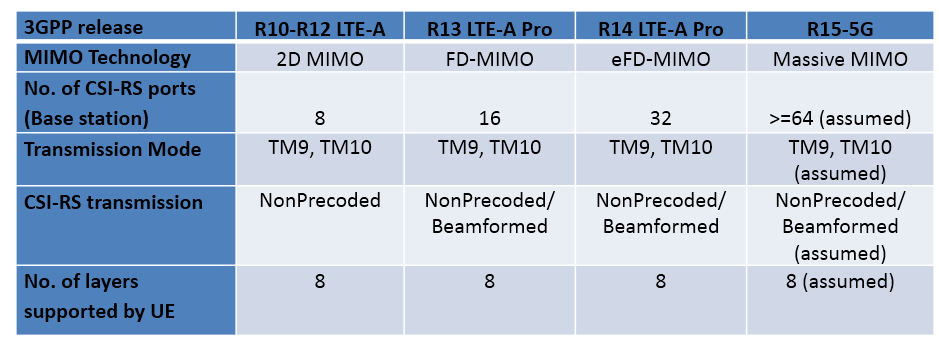 3GPP release R10-R12 LTE-A R13 LTE-A Pro R14 LTE-A Pro R15-5G
MIMO Technology 2D MIMO FD-MIMO eFD-MIMO Massive MIMO
No. of CSI-RS ports
(Base station) 8 16 32 >=64 (assumed)
Transmission Mode TM9, TM10 TM9, TM10 TM9, TM10 TM9, TM10
(assumed)
CSI-RS transmission NonPrecoded NonPrecoded/ NonPrecoded/ NonPrecoded/
Beamformed Beamformed Beamformed
(assumed)
No. of layers 8 8 8 8 (assumed)
supported by UE